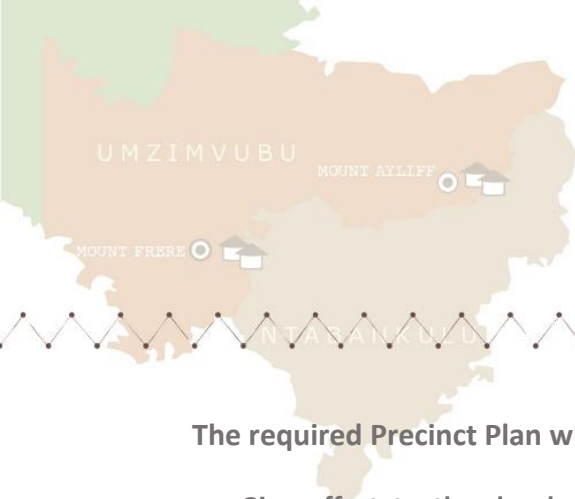 UMZIMVUBU
MOUNT AYLIFF
MOUNT FRERE
NTABANKULU
The required Precinct Plan w